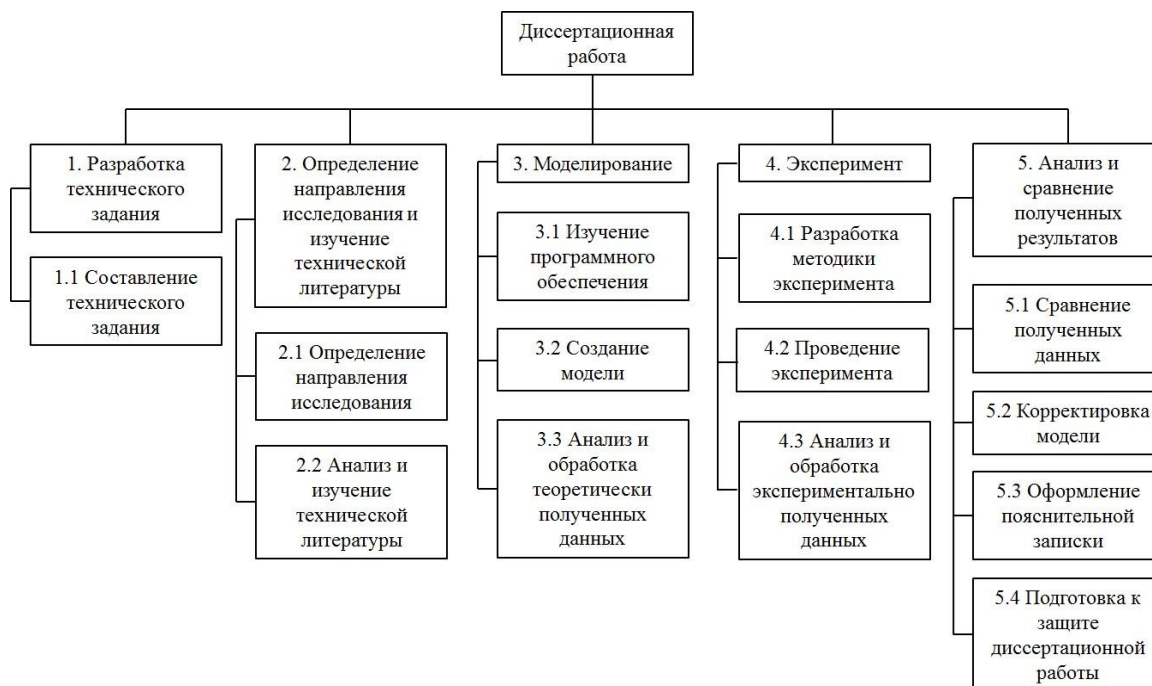 Диссертационная
работа
1. Разработка
технического
задания
1.1 Составление
технического
задания
2. Определение
направления
исследования и
изучение
технической
литературы
2.1 Определение
направления
исследования
2.2 Анализ и
изучение
технической
литературы
3. Моделирование
3.1 Изучение
программного
обеспечения
3.2 Создание
модели
3.3 Анализ и
обработка
теоретически
полученных
данных
4. Эксперимент
4.1 Разработка
методики
эксперимента
4.2 Проведение
эксперимента
4.3 Анализ и
обработка
экспериментально
полученных
данных
5. Анализ и
сравнение
полученных
результатов
5.1 Сравнение
полученных
данных
5.2 Корректировка
модели
5.3 Оформление
пояснительной
записки
5.4 Подготовка к
защите
диссертационной
работы